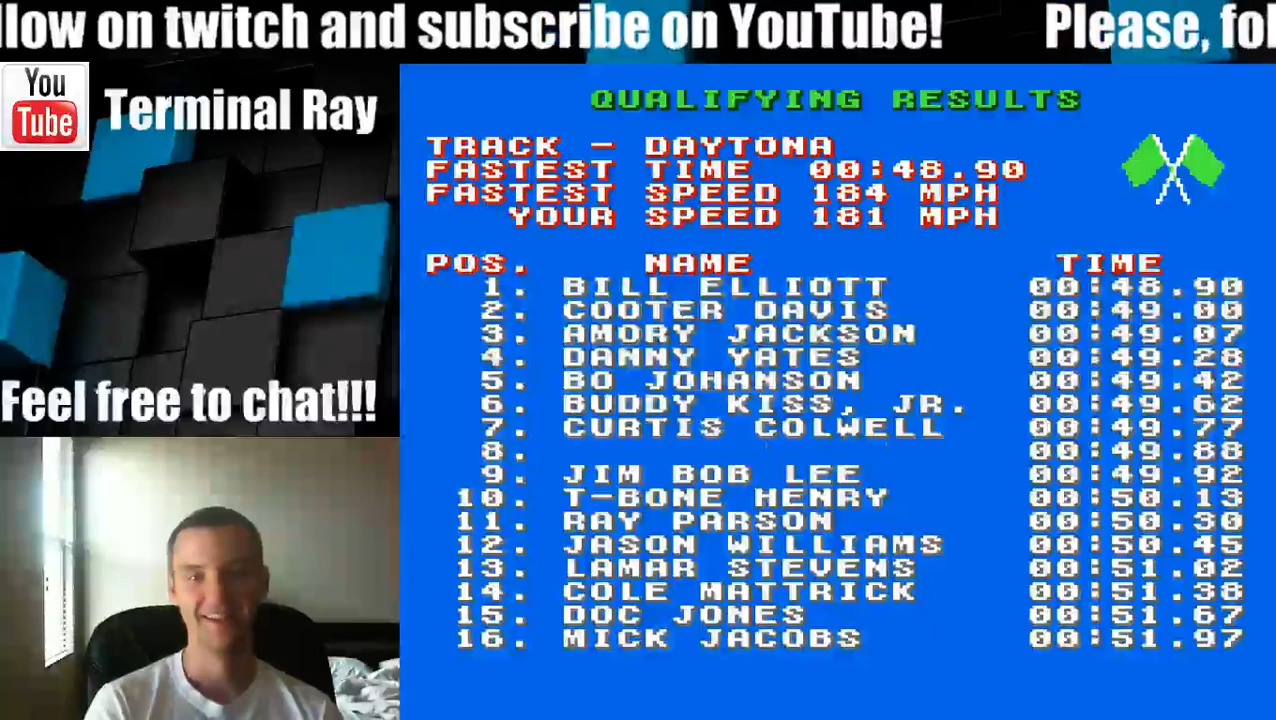 llow on twitch and subscribe on YouTube! Please, fol
You
Tube
Terminal Ray
Feel free to chat!!!
QUALIFYING RESULTS
TRACK - DAYTONA
FASTEST TIME 00:48.90
FASTEST SPEED 184 MPH
YOUR SPEED 181 MPH
POS. NAME TIME
1. BILL ELLIOTT 00:48.90
2. COOTER DAVIS 00:49.00
3. AMORY JACKSON 00:49.07
4. DANNY YATES 00:49.28
5. BO JOHANSON 00:49.42
6. BUDDY KISS, JR. 00:49.62
7. CURTIS COLWELL 00:49.77
8. 00:49.88
9. JIM BOB LEE 00:49.92
10. T-BONE HENRY 00:50.13
11. RAY PARSON 00:50.30
12. JASON WILLIAMS 00:50.45
13. LAMAR STEVENS 00:51.02
14. COLE MATTRICK 00:51.38
15. DOC JONES 00:51.67
16. MICK JACOBS 00:51.97